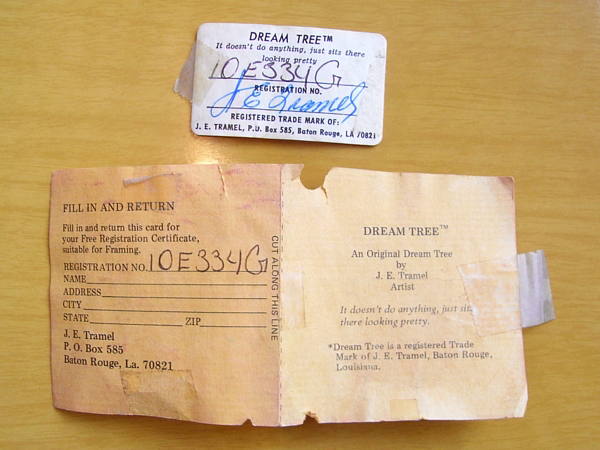 DREAM TREE™
It doesn't do anything, just sits there
looking pretty
10E334G
REGISTRATION NO.
J E Tramel
REGISTERED TRADE MARK OF:
J. E. TRAMEL, P.O. Box 585, Baton Rouge, LA 70821
FILL IN AND RETURN
Fill in and return this card for
your Free Registration Certificate,
suitable for Framing.
REGISTRATION NO. 10E334G
NAME
ADDRESS
CITY
STATE ZIP
J. E. Tramel
P. O. Box 585
Baton Rouge, La. 70821
CUT ALONG THIS LINE
DREAM TREE™
An Original Dream Tree
by
J. E. Tramel
Artist
It doesn't do anything, just sits
there looking pretty.
*Dream Tree is a registered Trade
Mark of J. E. Tramel, Baton Rouge,
Louisiana.